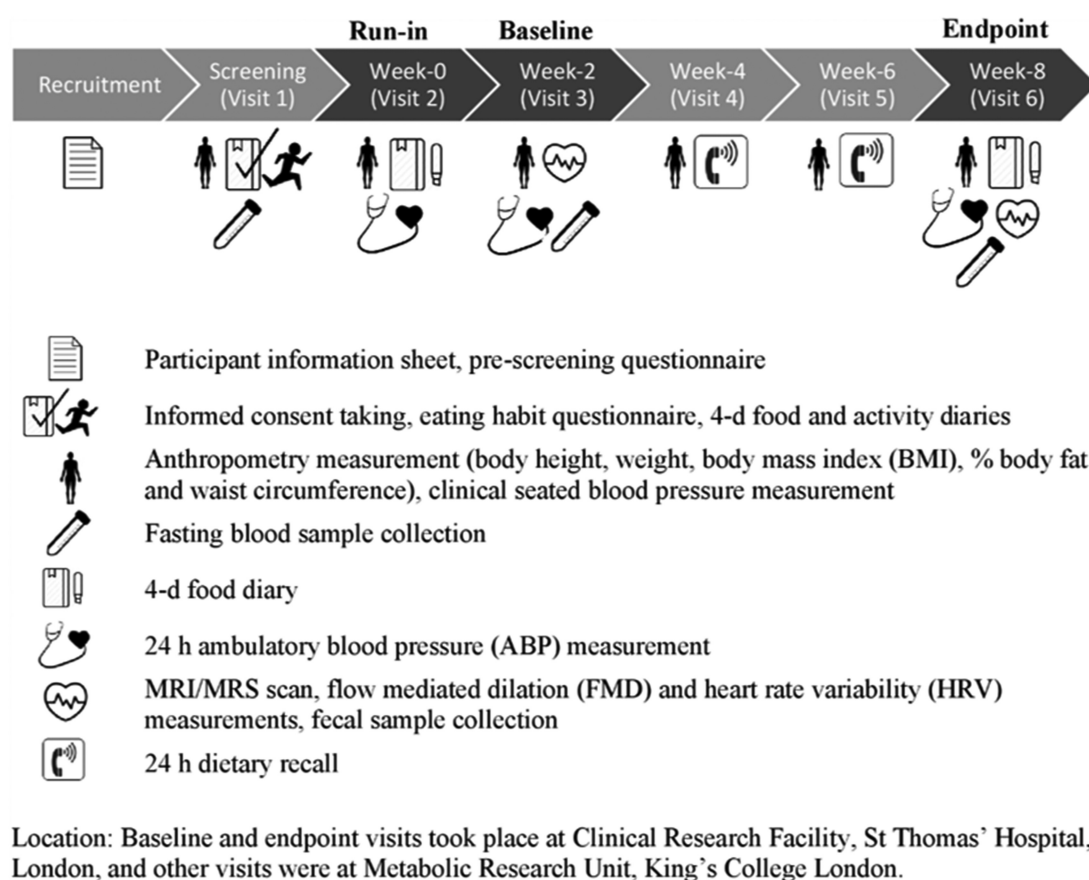 Run-in Baseline Endpoint
Recruitment Screening (Visit 1) Week-0 (Visit 2) Week-2 (Visit 3) Week-4 (Visit 4) Week-6 (Visit 5) Week-8 (Visit 6)
Participant information sheet, pre-screening questionnaire
Informed consent taking, eating habit questionnaire, 4-d food and activity diaries
Anthropometry measurement (body height, weight, body mass index (BMI), % body fat
and waist circumference), clinical seated blood pressure measurement
Fasting blood sample collection
4-d food diary
24 h ambulatory blood pressure (ABP) measurement
MRI/MRS scan, flow mediated dilation (FMD) and heart rate variability (HRV)
measurements, fecal sample collection
24 h dietary recall
Location: Baseline and endpoint visits took place at Clinical Research Facility, St Thomas’ Hospital,
London, and other visits were at Metabolic Research Unit, King’s College London.